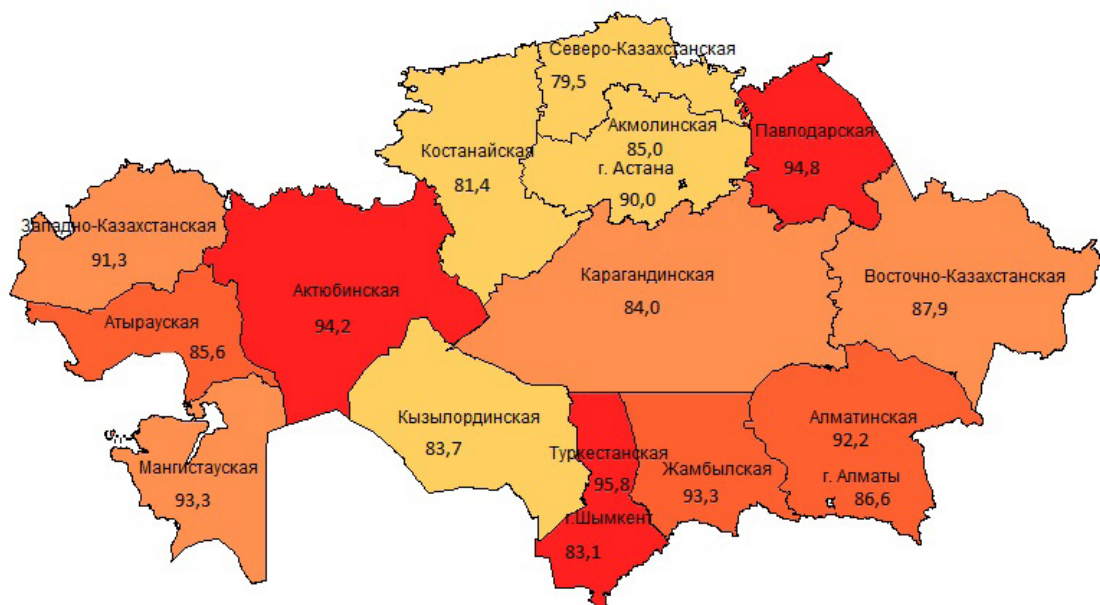 Северо-Казахстанская
79,5
Акмолинская
85,0
г. Астана
90,0
Павлодарская
94,8
Костанайская
81,4
Западно-Казахстанская
91,3
Актюбинская
94,2
Карагандинская
84,0
Восточно-Казахстанская
87,9
Атырауская
85,6
Кызылординская
83,7
Туркестанская
95,8
г.Шымкент
83,1
Жамбылская
93,3
Алматинская
92,2
г. Алматы
86,6
Мангистауская
93,3